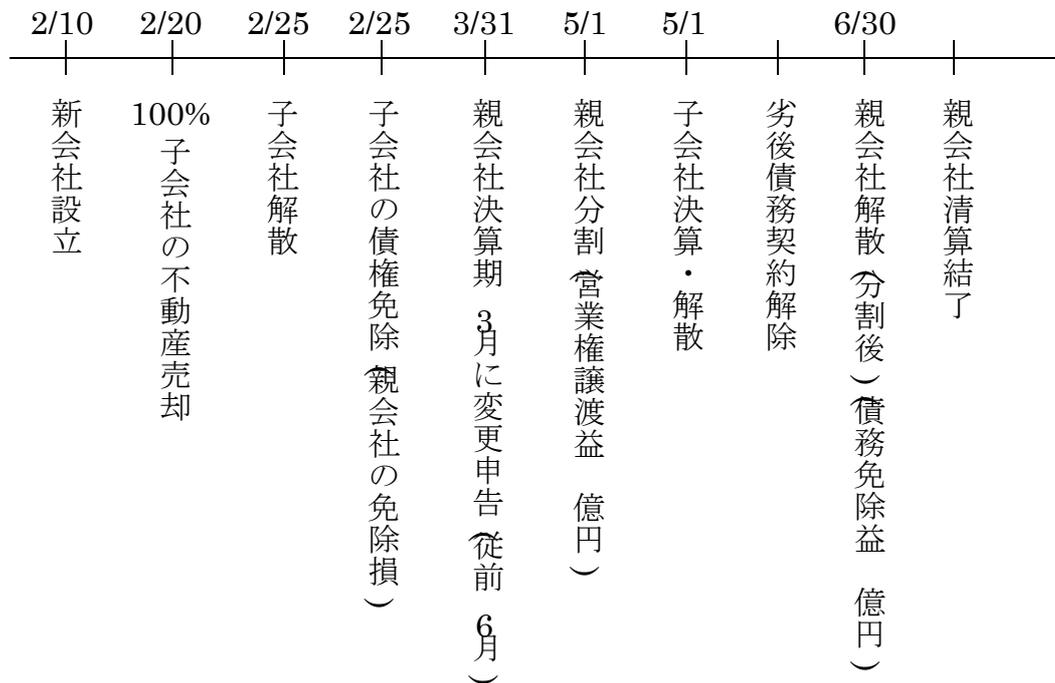 2/10
2/20
2/25
2/25
3/31
5/1
5/1
6/30
新会社設立
100%子会社の不動産売却
子会社解散
子会社の債権免除(親会社の免除損)
親会社決算期 3月に変更申告(従前 6月)
親会社分割(営業権譲渡益 億円)
子会社決算・解散
劣後債務契約解除
親会社解散(分割後)(債務免除益 億円)
親会社清算結了